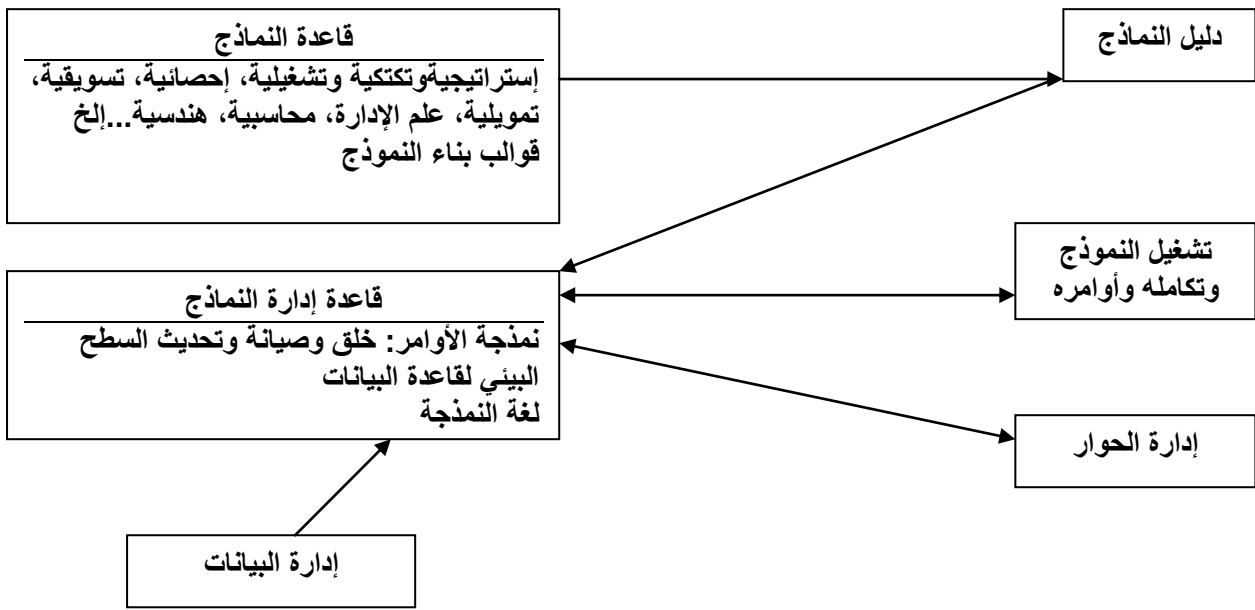 قاعدة النماذج
إستراتيجيةوتكتكية وتشغيلية، إحصائية، تسويقية،
تمويلية، علم الإدارة، محاسبية، هندسية...إلخ
قوالب بناء النموذج
دليل النماذج
تشغيل النموذج
وتكامله وأوامره
قاعدة إدارة النماذج
نمذجة الأوامر: خلق وصيانة وتحديث السطح
البيئي لقاعدة البيانات
لغة النمذجة
إدارة الحوار
إدارة البيانات